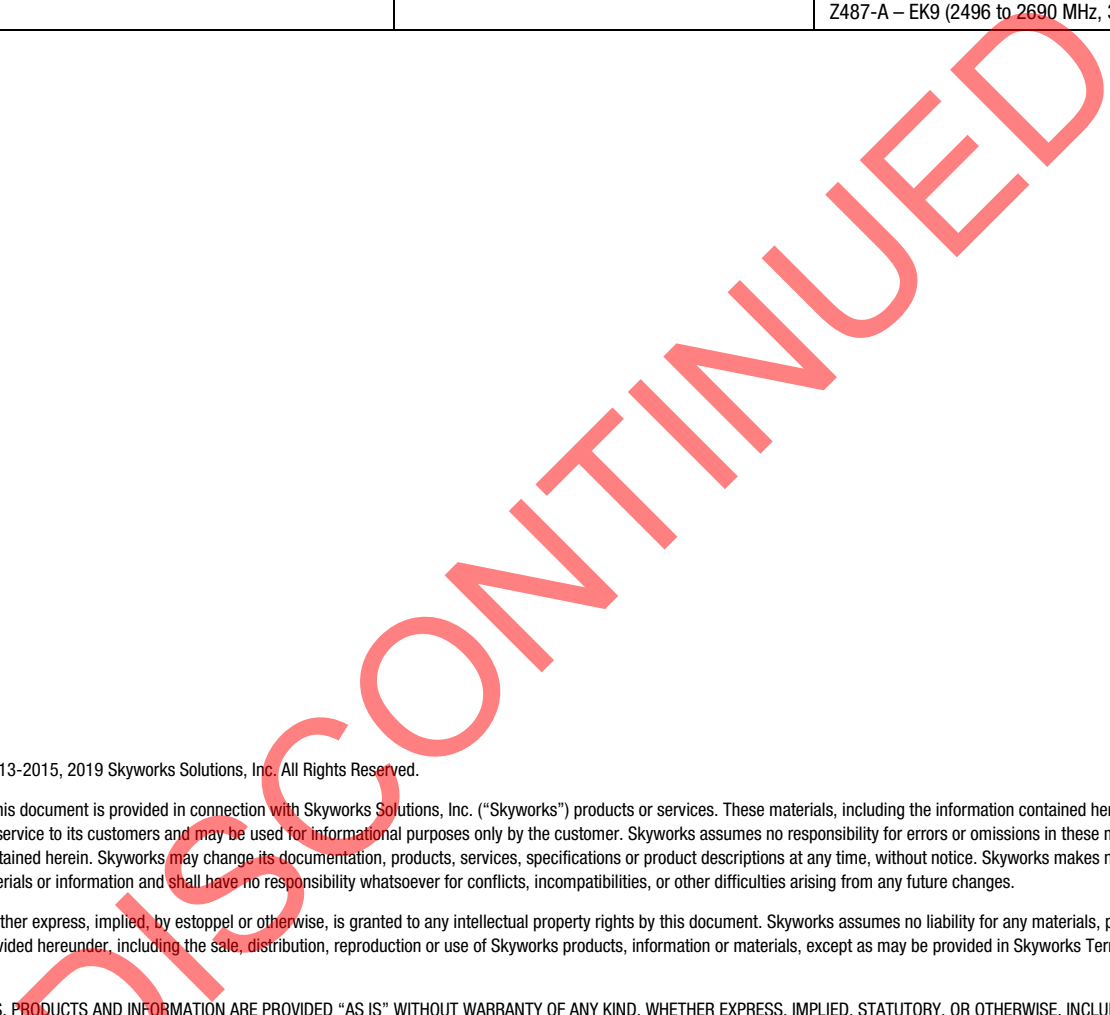 Z487-A – EK9 (2496 to 2690 MHz,
13-2015, 2019 Skyworks Solutions, Inc. All Rights Reserved.
his document is provided in connection with Skyworks Solutions, Inc. (“Skyworks”) products or services. These materials, including the information contained her
service to its customers and may be used for informational purposes only by the customer. Skyworks assumes no responsibility for errors or omissions in these
tained herein. Skyworks may change its documentation, products, services, specifications or product descriptions at any time, without notice. Skyworks makes
erials or information and shall have no responsibility whatsoever for conflicts, incompatibilities, or other difficulties arising from any future changes.
ther express, implied, by estoppel or otherwise, is granted to any intellectual property rights by this document. Skyworks assumes no liability for any materials,
vided hereunder, including the sale, distribution, reproduction or use of Skyworks products, information or materials, except as may be provided in Skyworks Ter
S, PRODUCTS AND INFORMATION ARE PROVIDED “AS IS” WITHOUT WARRANTY OF ANY KIND, WHETHER EXPRESS, IMPLIED, STATUTORY, OR OTHERWISE, INCLU
DISCONTINUED